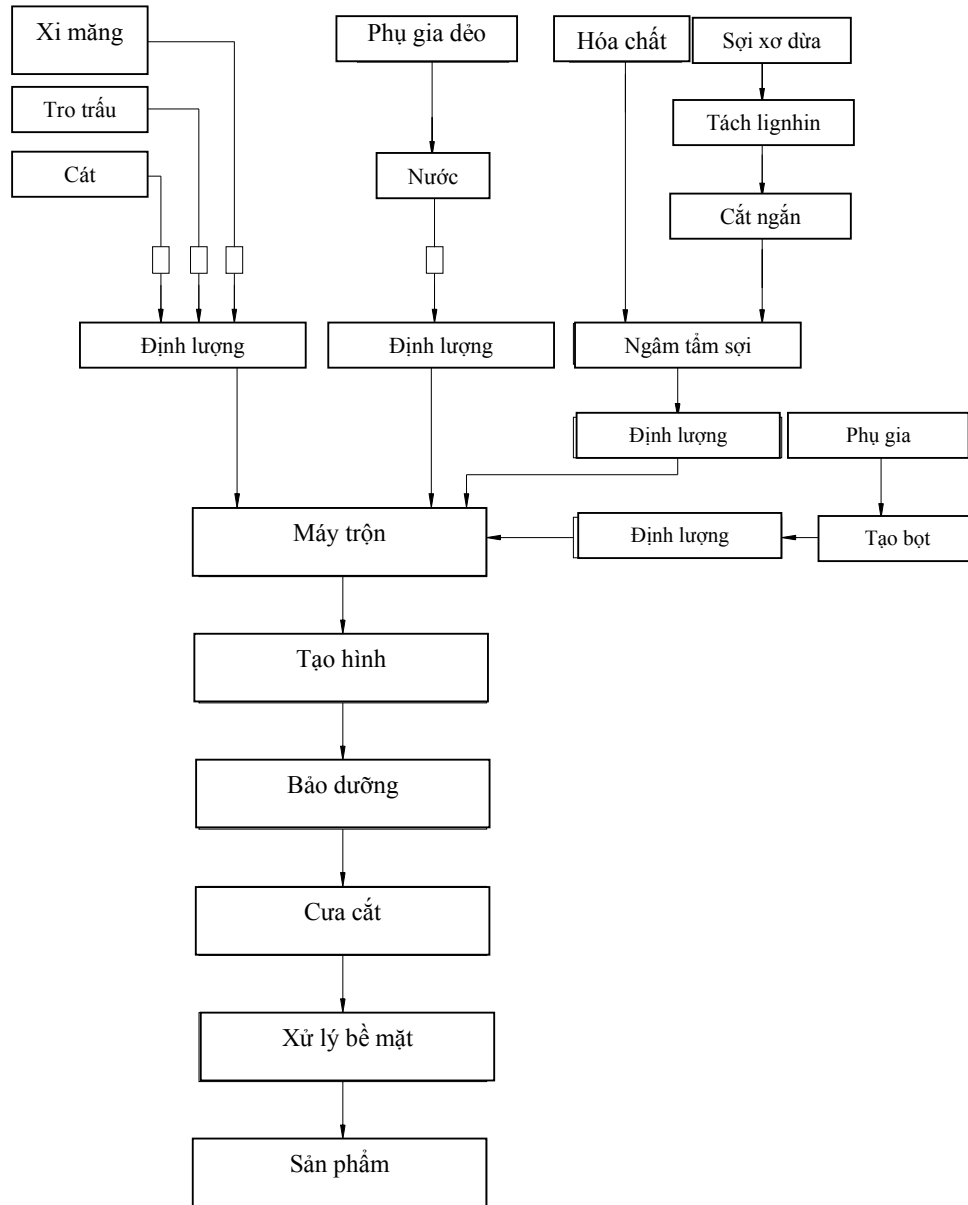 Xi măng
Phụ gia dẻo
Hóa chất
Sợi xơ dừa
Tro trấu
Tách lignhin
Cát
Nước
Cắt ngắn
Định lượng
Định lượng
Ngâm tẩm sợi
Định lượng
Phụ gia
Máy trộn
Định lượng
Tạo bọt
Tạo hình
Bảo dưỡng
Cưa cắt
Xử lý bề mặt
Sản phẩm